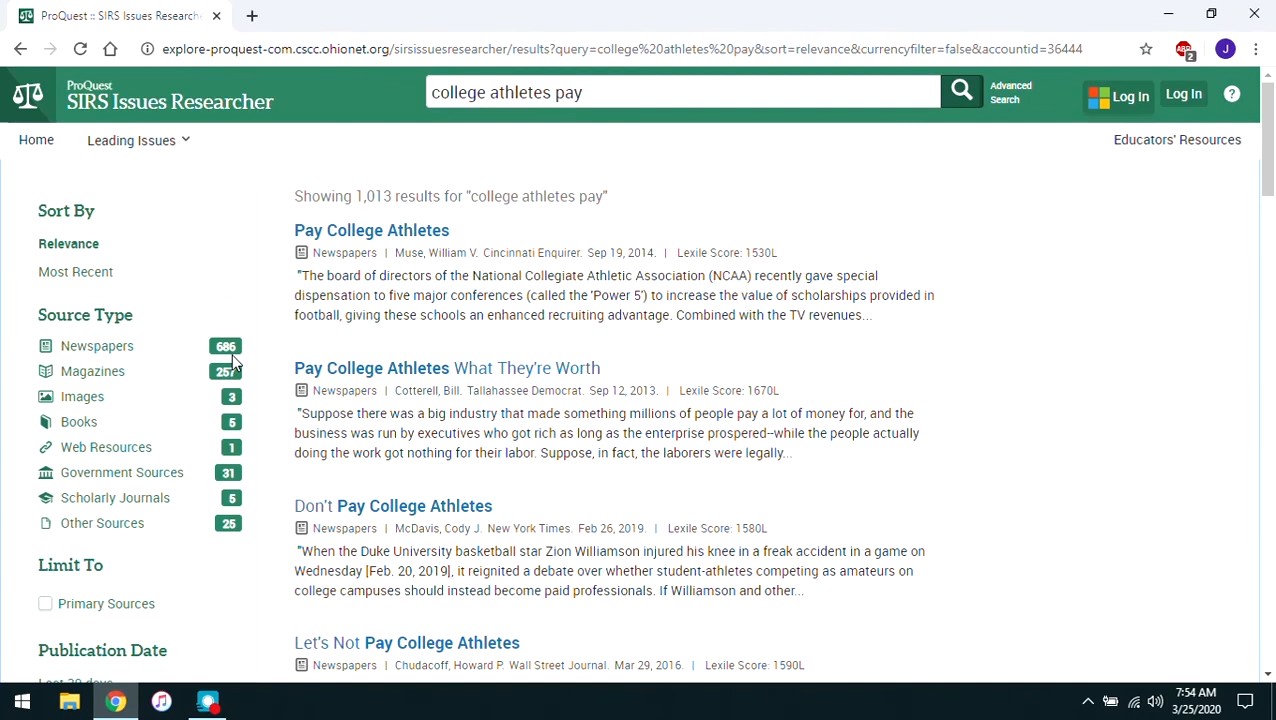 ProQuest :: SIRS Issues Research
explore-proquest-com.cscc.ohionet.org/sirsissuesresearcher/results?query=college%20athletes%20pay&sort=relevance&currencyfilter=false&accountid=36444
ABP
2
J
ProQuest
SIRS Issues Researcher
college athletes pay
Advanced
Search
Log In
Log In
?
Home
Leading Issues
Educators' Resources
Sort By
Relevance
Most Recent
Source Type
Newspapers 686
Magazines 257
Images 3
Books 5
Web Resources 1
Government Sources 31
Scholarly Journals 5
Other Sources 25
Limit To
Primary Sources
Publication Date
Last 30 days
Showing 1,013 results for "college athletes pay"
Pay College Athletes
Newspapers | Muse, William V. Cincinnati Enquirer. Sep 19, 2014. | Lexile Score: 1530L
"The board of directors of the National Collegiate Athletic Association (NCAA) recently gave special
dispensation to five major conferences (called the 'Power 5') to increase the value of scholarships provided in
football, giving these schools an enhanced recruiting advantage. Combined with the TV revenues...
Pay College Athletes What They're Worth
Newspapers | Cotterell, Bill. Tallahassee Democrat. Sep 12, 2013. | Lexile Score: 1670L
"Suppose there was a big industry that made something millions of people pay a lot of money for, and the
business was run by executives who got rich as long as the enterprise prospered--while the people actually
doing the work got nothing for their labor. Suppose, in fact, the laborers were legally...
Don't Pay College Athletes
Newspapers | McDavis, Cody J. New York Times. Feb 26, 2019. | Lexile Score: 1580L
"When the Duke University basketball star Zion Williamson injured his knee in a freak accident in a game on
Wednesday [Feb. 20, 2019], it reignited a debate over whether student-athletes competing as amateurs on
college campuses should instead become paid professionals. If Williamson and other...
Let's Not Pay College Athletes
Newspapers | Chudacoff, Howard P. Wall Street Journal. Mar 29, 2016. | Lexile Score: 1590L
7:54 AM
3/25/2020